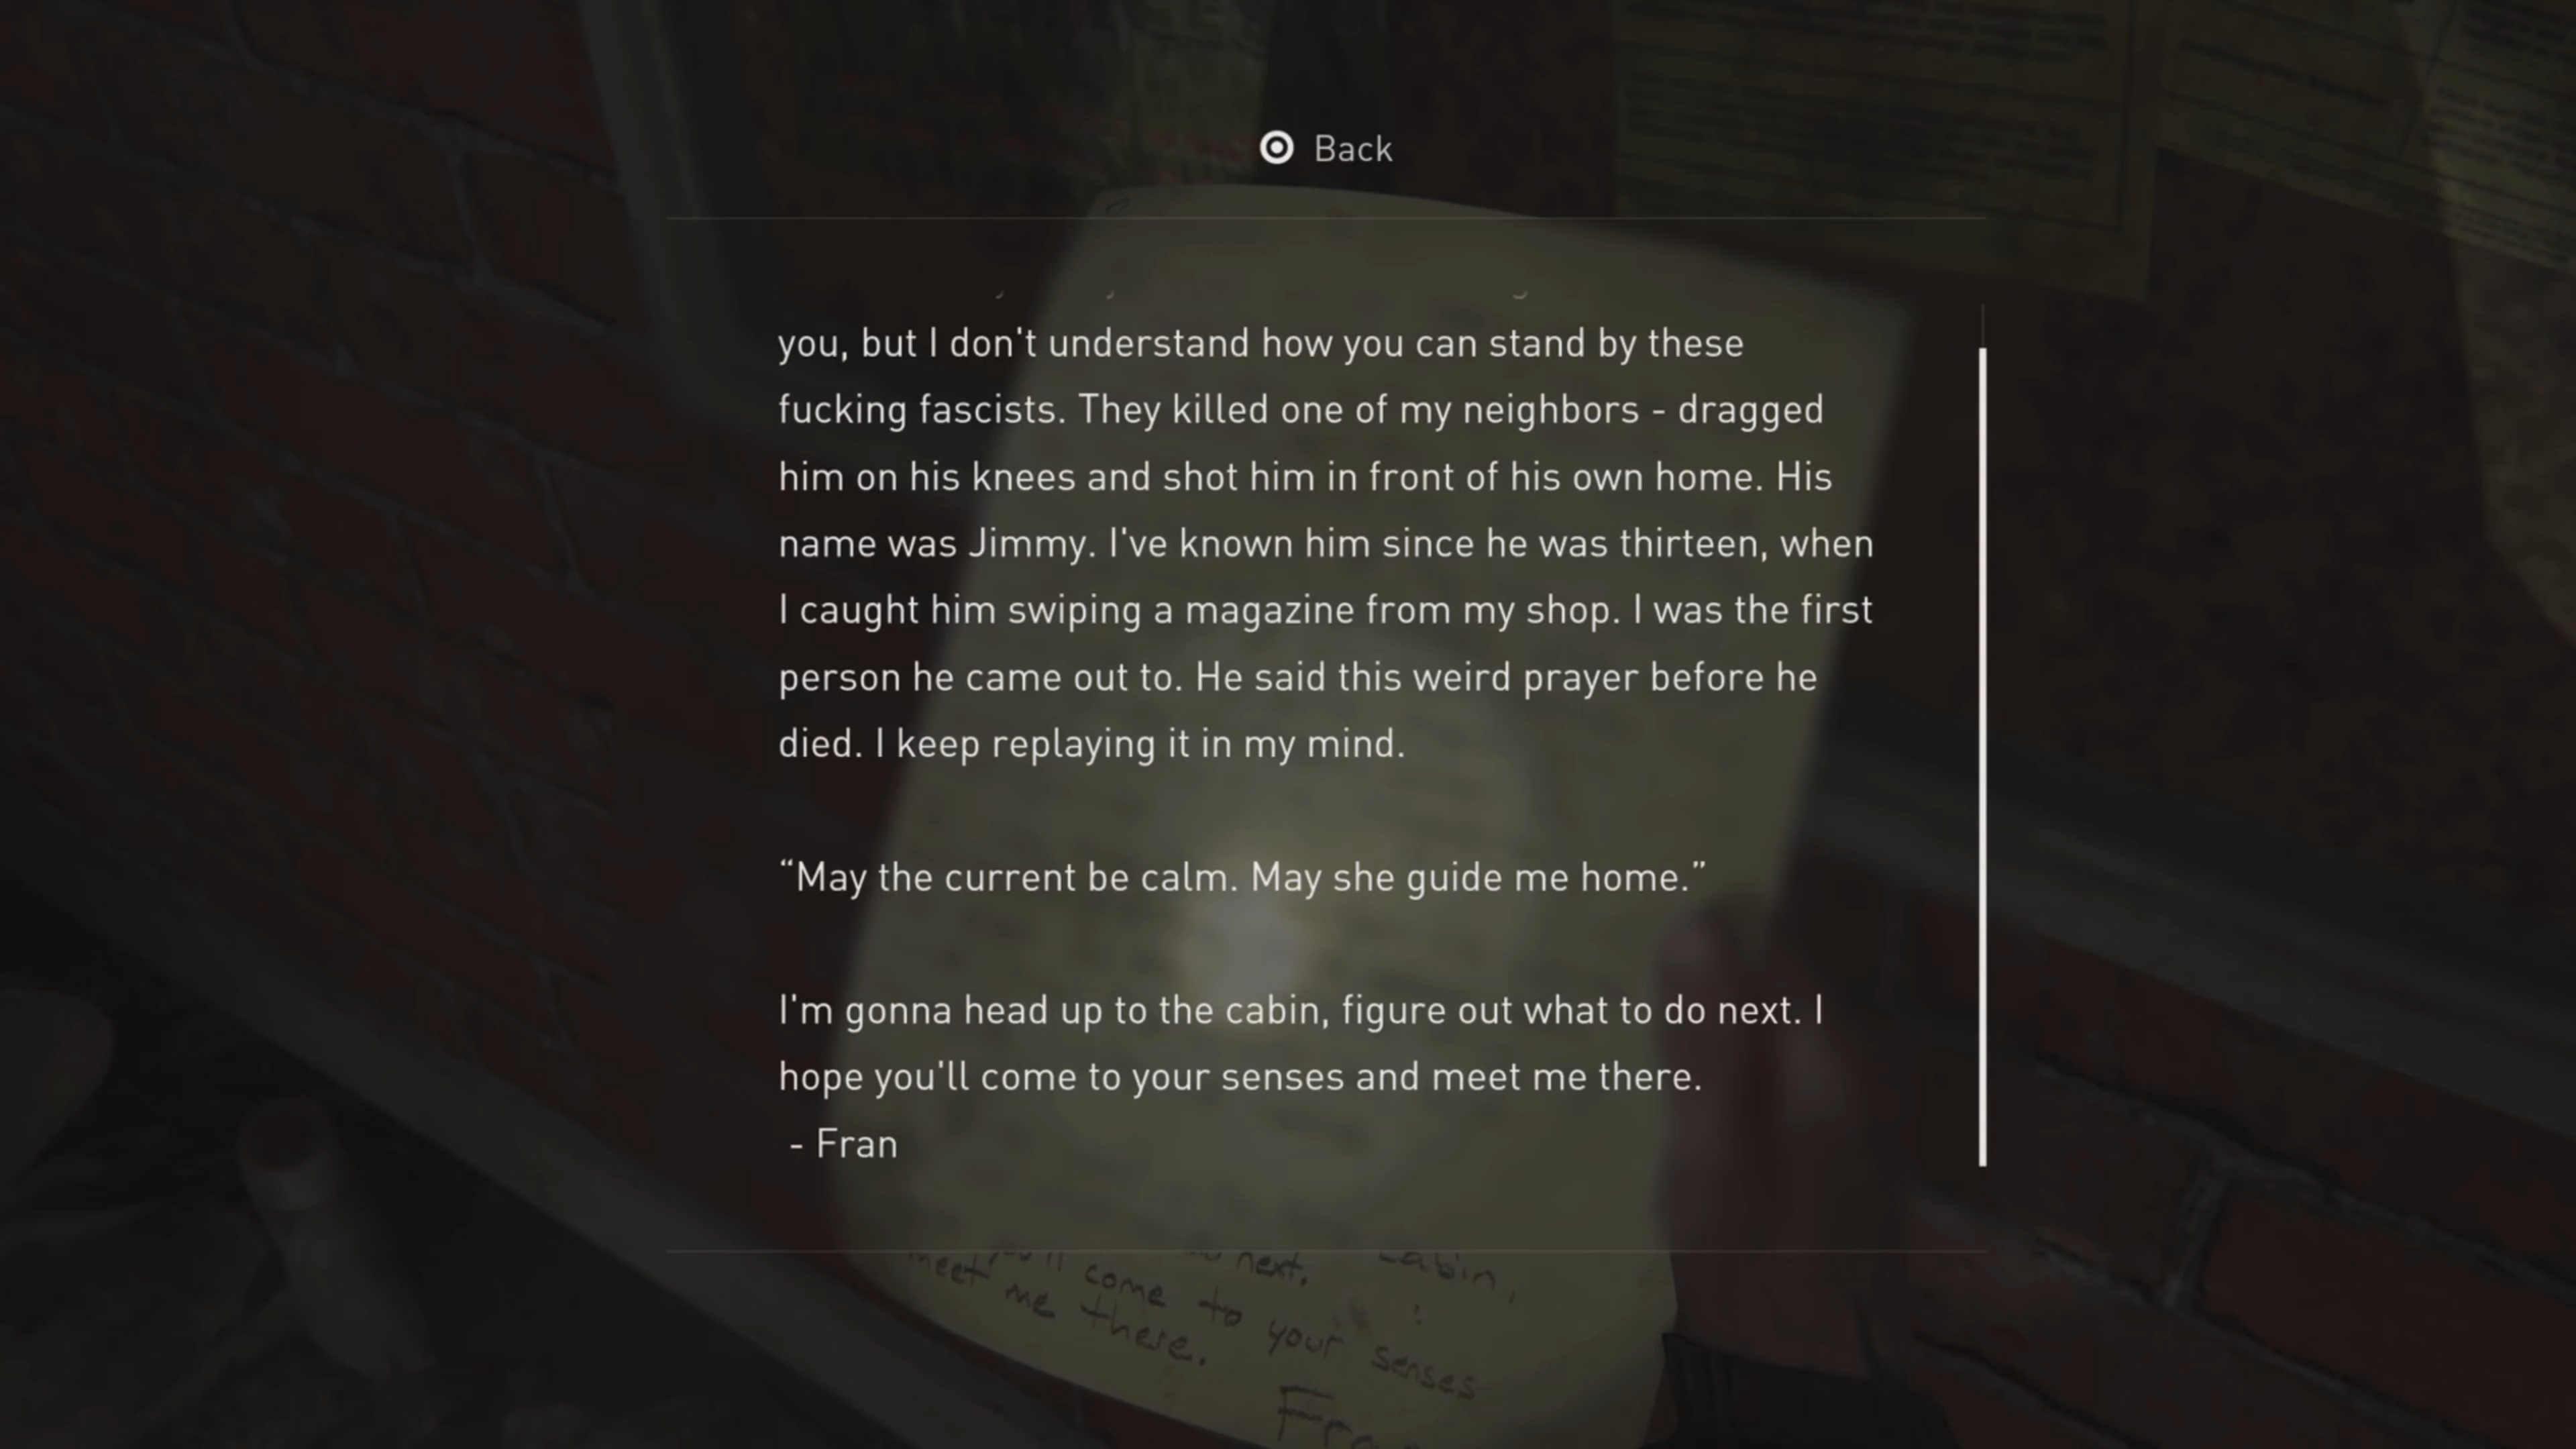 Back
you, but I don't understand how you can stand by these
fucking fascists. They killed one of my neighbors - dragged
him on his knees and shot him in front of his own home. His
name was Jimmy. I've known him since he was thirteen, when
I caught him swiping a magazine from my shop. I was the first
person he came out to. He said this weird prayer before he
died. I keep replaying it in my mind.
“May the current be calm. May she guide me home.”
I'm gonna head up to the cabin, figure out what to do next. I
hope you'll come to your senses and meet me there.
- Fran
next. cabin,
come to your senses
meet me there.